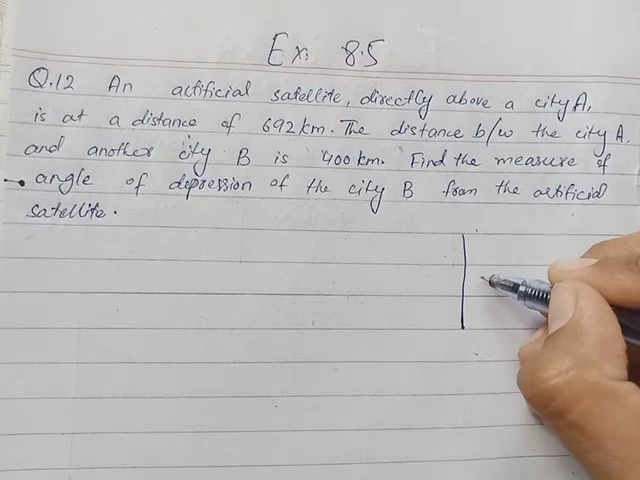 Ex: 8.5
Q.12 An artificial satellite, directly above a city A,
is at a distance of 692 km. The distance b/w the city A
and another city B is 400 km. Find the measure of
angle of depression of the city B from the artificial
satellite.